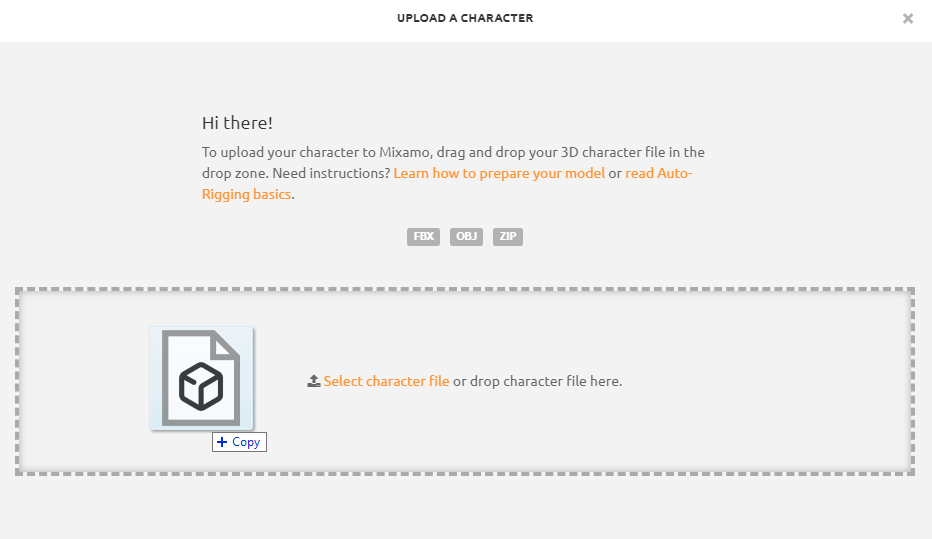 UPLOAD A CHARACTER
Hi there!
To upload your character to Mixamo, drag and drop your 3D character file in the
drop zone. Need instructions? Learn how to prepare your model or read Auto-
Rigging basics.
FBX OBJ ZIP
Select character file or drop character file here.
Copy